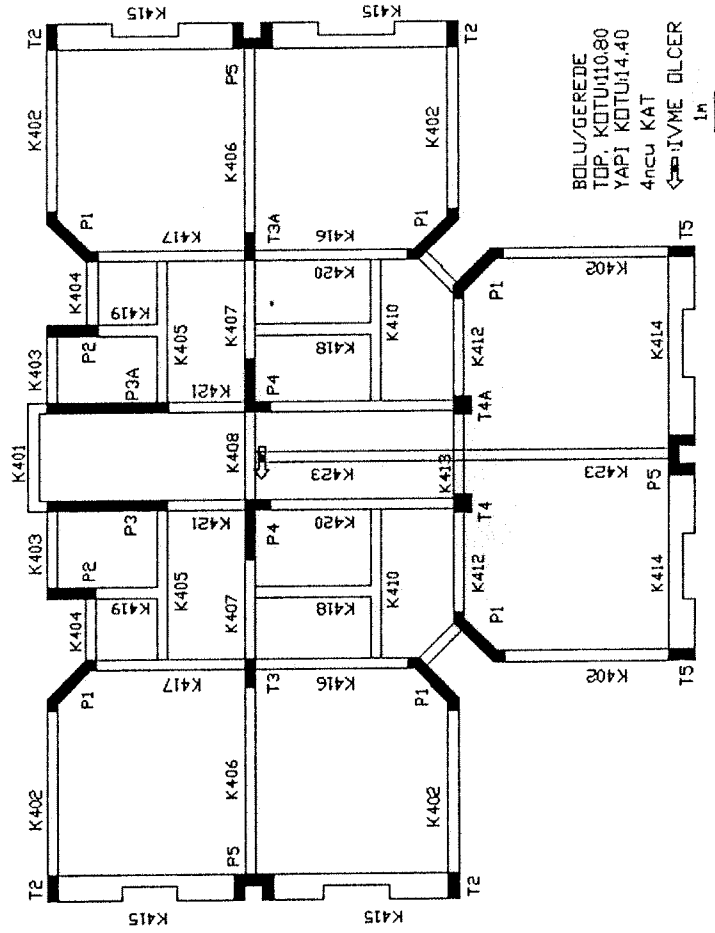 K415
K415
T2
T2
P5
K402
K406
K402
P1
P1
K417
T3A
K416
K404
K419
K405
K407
K420
K410
P1
K402
T5
K403
P2
P3A
K421
K418
P4
K412
T4A
K414
K401
K408
K423
K413
K423
P5
K403
P2
P3
K421
P4
K420
T4
K404
K419
K405
K407
K418
K410
K412
K414
P1
K417
T3
K416
P1
P1
K402
T5
K402
K406
K402
P5
T2
T2
K415
K415
BOLU/GEREDE
TOP. KOTU:110.80
YAPI KOTU:14.40
4ncu KAT
:IVME OLCER
1m